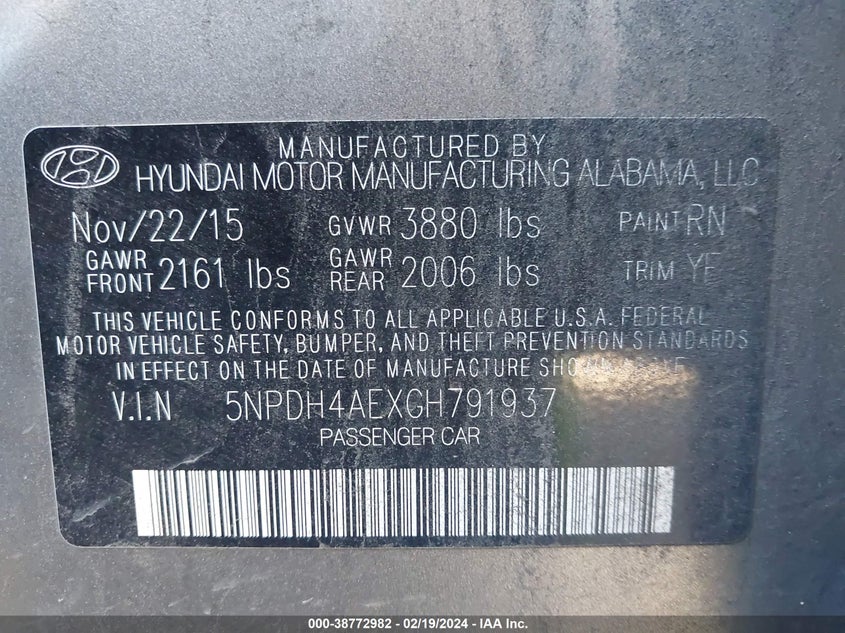 MANUFACTURED BY
HYUNDAI MOTOR MANUFACTURING ALABAMA, LLC
Nov/22/15 GVWR 3880 lbs PAINT RN
GAWR FRONT 2161 lbs GAWR REAR 2006 lbs TRIM YF
THIS VEHICLE CONFORMS TO ALL APPLICABLE U.S.A. FEDERAL
MOTOR VEHICLE SAFETY, BUMPER, AND THEFT PREVENTION STANDARDS
IN EFFECT ON THE DATE OF MANUFACTURE
V.I.N 5NPDH4AEXGH791937
PASSENGER CAR
000-38772982 - 02/19/2024 - IAA Inc.